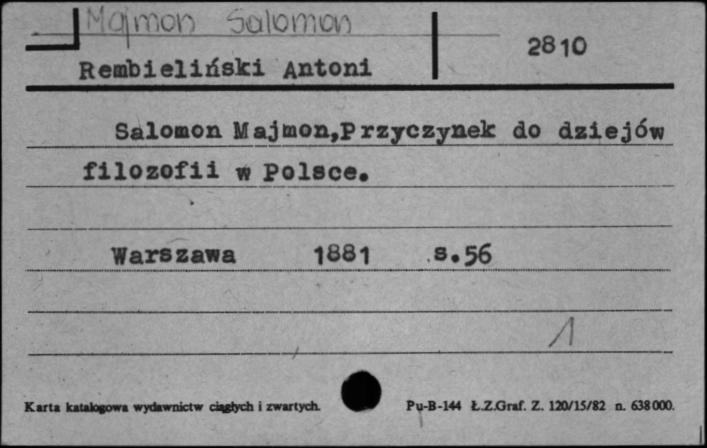 Majmon Salomon
2810
Rembieliński Antoni
Salomon Majmon,Przyczynek do dziejów
filozofii w Polsce.
Warszawa 1881 s.56
1
Karta katalogowa wydawnictw ciągłych i zwartych. Pu-B-144 Ł.Z.Graf. Z. 120/15/82 n. 638000.